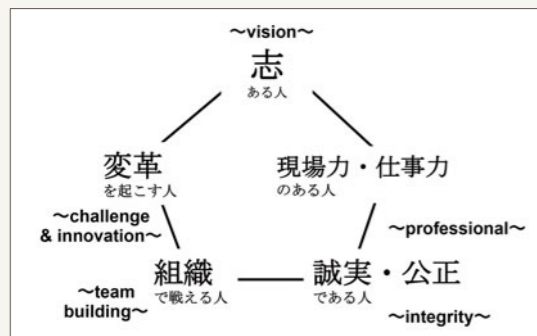 ～vision～
志
ある人
変革
を起こす人
現場力・仕事力
のある人
～challenge
& innovation～
～professional～
組織
で戦える人
誠実・公正
である人
～team
building～
～integrity～